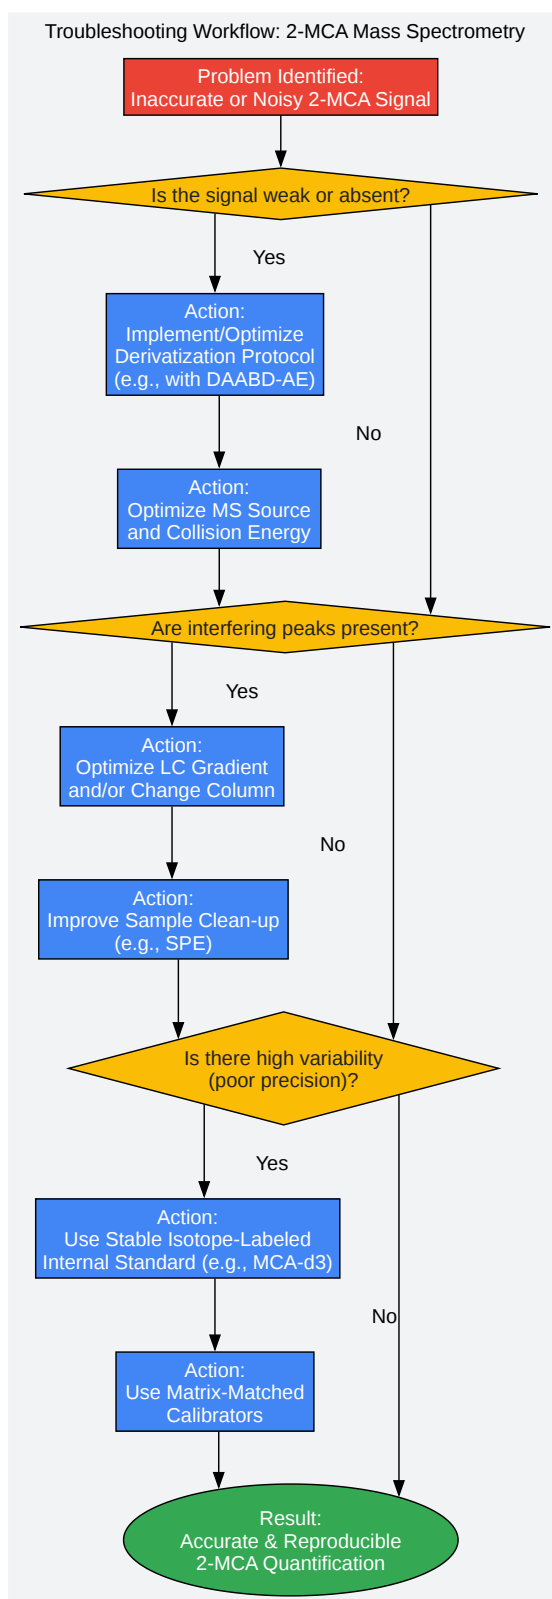 Troubleshooting Workflow: 2-MCA Mass Spectrometry
Problem Identified:
Inaccurate or Noisy 2-MCA Signal
Is the signal weak or absent?
Yes
Action:
Implement/Optimize
Derivatization Protocol
(e.g., with DAABD-AE)
No
Action:
Optimize MS Source
and Collision Energy
Are interfering peaks present?
Yes
Action:
Optimize LC Gradient
and/or Change Column
No
Action:
Improve Sample Clean-up
(e.g., SPE)
Is there high variability
(poor precision)?
Yes
Action:
Use Stable Isotope-Labeled
Internal Standard (e.g., MCA-d3)
No
Action:
Use Matrix-Matched
Calibrators
Result:
Accurate & Reproducible
2-MCA Quantification